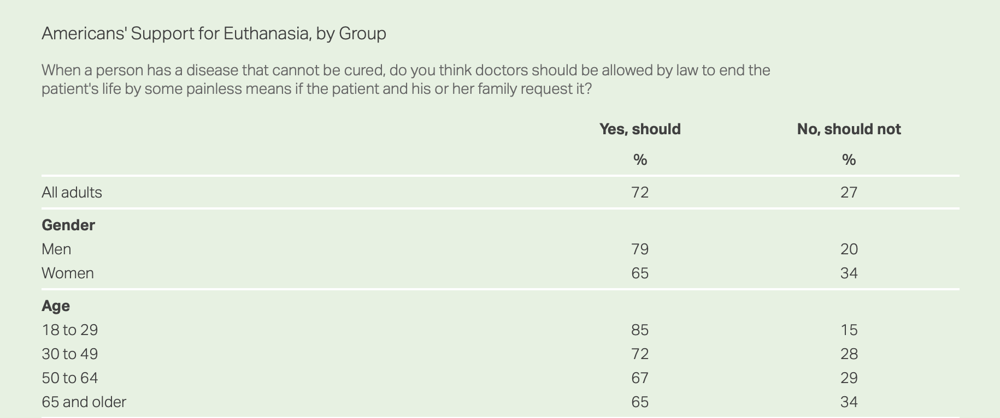 Americans' Support for Euthanasia, by Group
When a person has a disease that cannot be cured, do you think doctors should be allowed by law to end the
patient's life by some painless means if the patient and his or her family request it?
Yes, should No, should not
% %
All adults 72 27
Gender
Men 79 20
Women 65 34
Age
18 to 29 85 15
30 to 49 72 28
50 to 64 67 29
65 and older 65 34